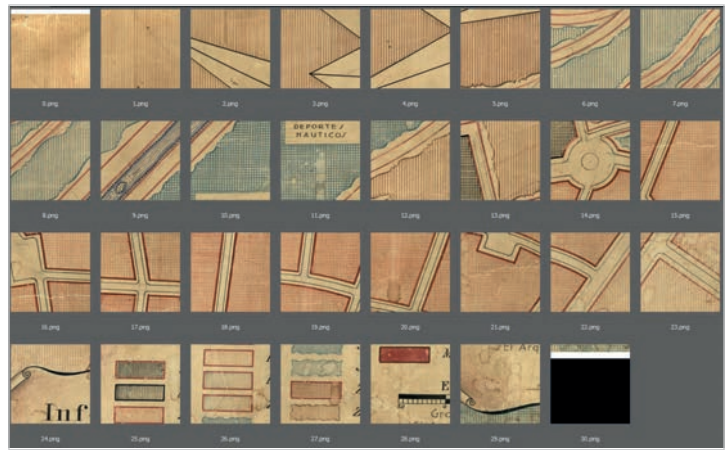 0.png 1.png 2.png 3.png 4.png 5.png 6.png 7.png
DEPORTES
NAUTICOS
8.png 9.png 10.png 11.png 12.png 13.png 14.png 15.png
16.png 17.png 18.png 19.png 20.png 21.png 22.png 23.png
El Arq
Inf
M
E
Gro
24.png 25.png 26.png 27.png 28.png 29.png 30.png